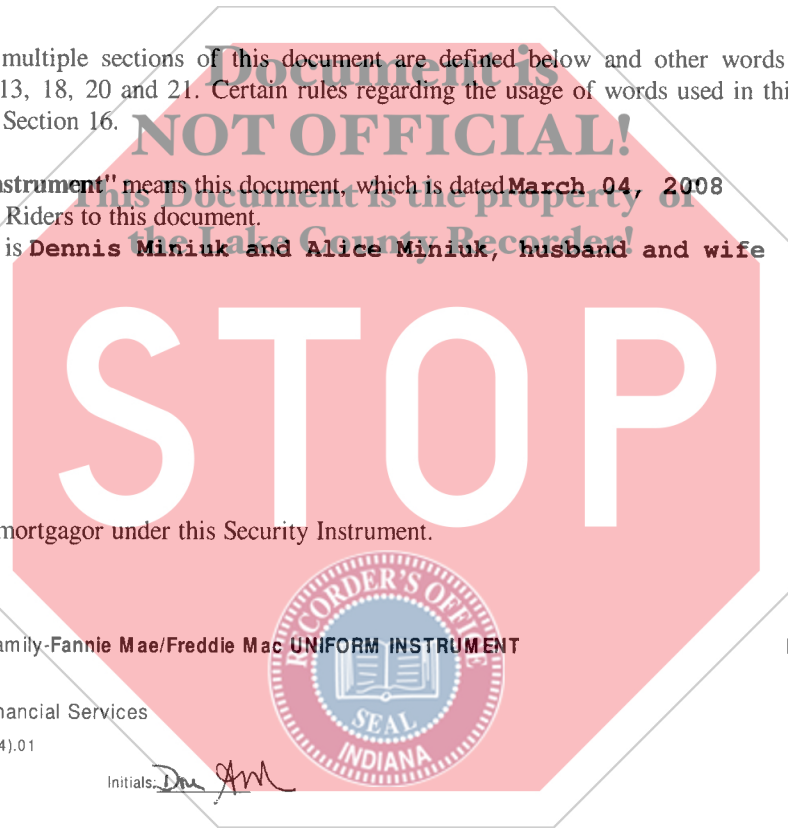 multiple sections of this document are defined below and other words
Document is
13, 18, 20 and 21. Certain rules regarding the usage of words used in thi
Section 16.
NOT OFFICIAL!
nstrument" means this document, which is dated March 04, 2008
This Document is the property of
Riders to this document.
the Lake County Recorder!
is Dennis Miniuk and Alice Miniuk, husband and wife
STOP
mortgagor under this Security Instrument.
RECORDER'S OFFICE
amily-Fannie Mae/Freddie Mac UNIFORM INSTRUMENT
SEAL
INDIANA
nancial Services
4).01
Initials: